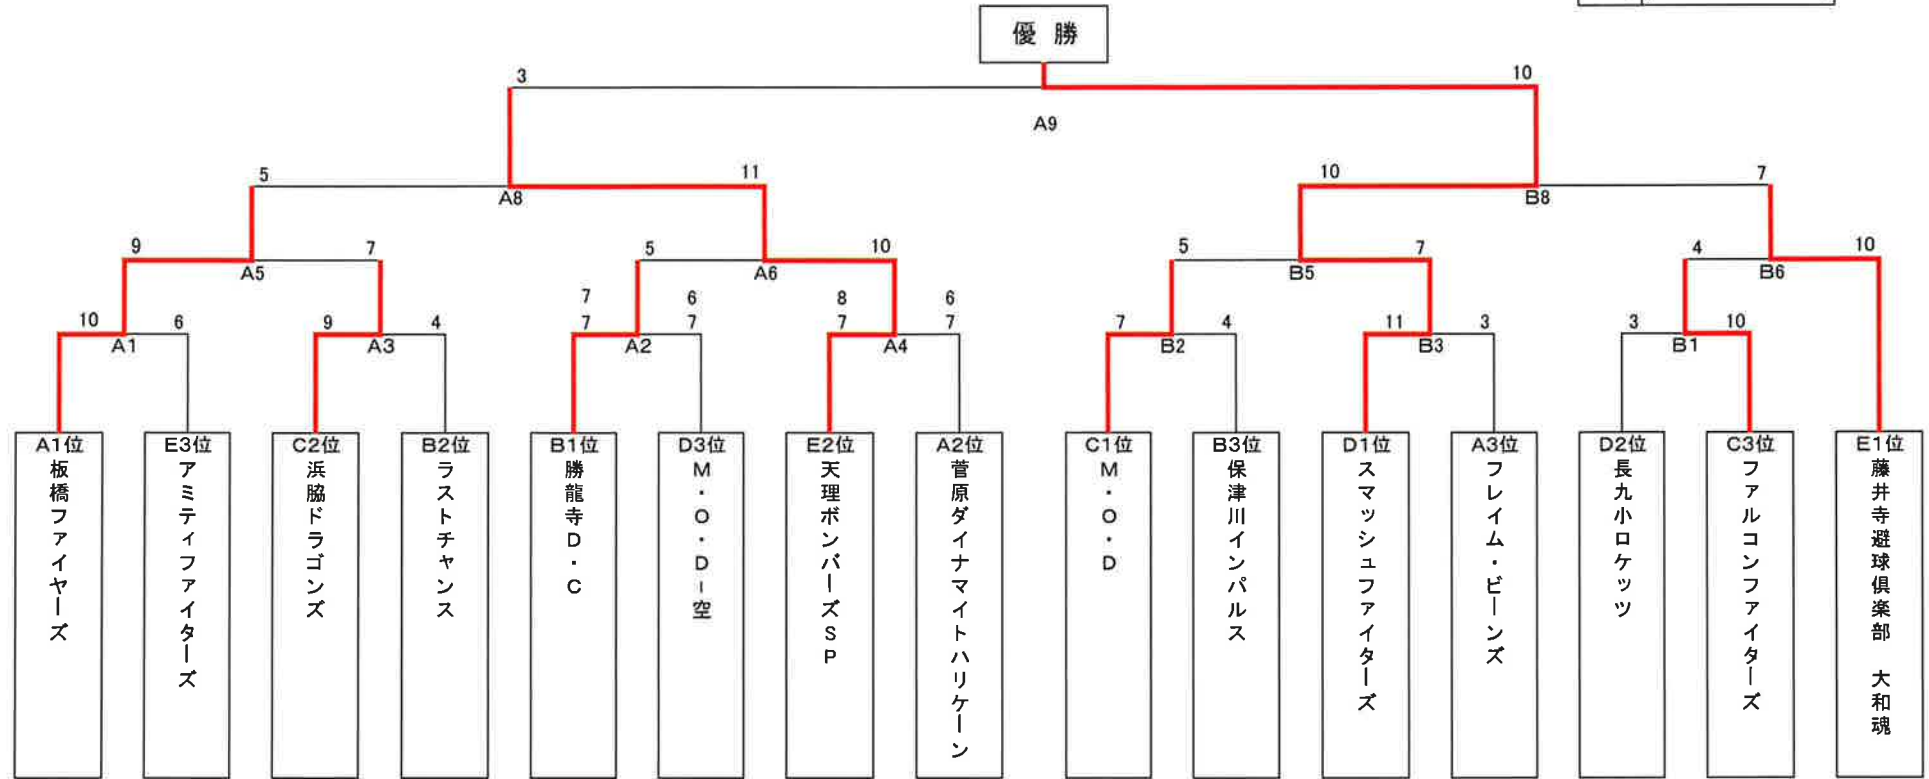 優勝
3 10
A9
5 11 10 7
A8 B8
9 7 5 10 5 7 4 10
A5 A6 B5 B6
7 6 8 6
10 6 9 4 7 7 7 7 7 4 11 3 3 10
A1 A3 A2 A4 B2 B3 B1
A1位
板橋ファイヤーズ
E3位
アミティファイターズ
C2位
浜脇ドラゴンズ
B2位
ラストチャンス
B1位
勝龍寺D・C
D3位
M・O・D－空
E2位
天理ボンバーズSP
A2位
菅原ダイナマイトハリケーン
C1位
M・O・D
B3位
保津川インパルス
D1位
スマッシュファイターズ
A3位
フレイム・ビーンズ
D2位
長九小ロケッツ
C3位
ファルコンファイターズ
E1位
藤井寺避球倶楽部　大和魂